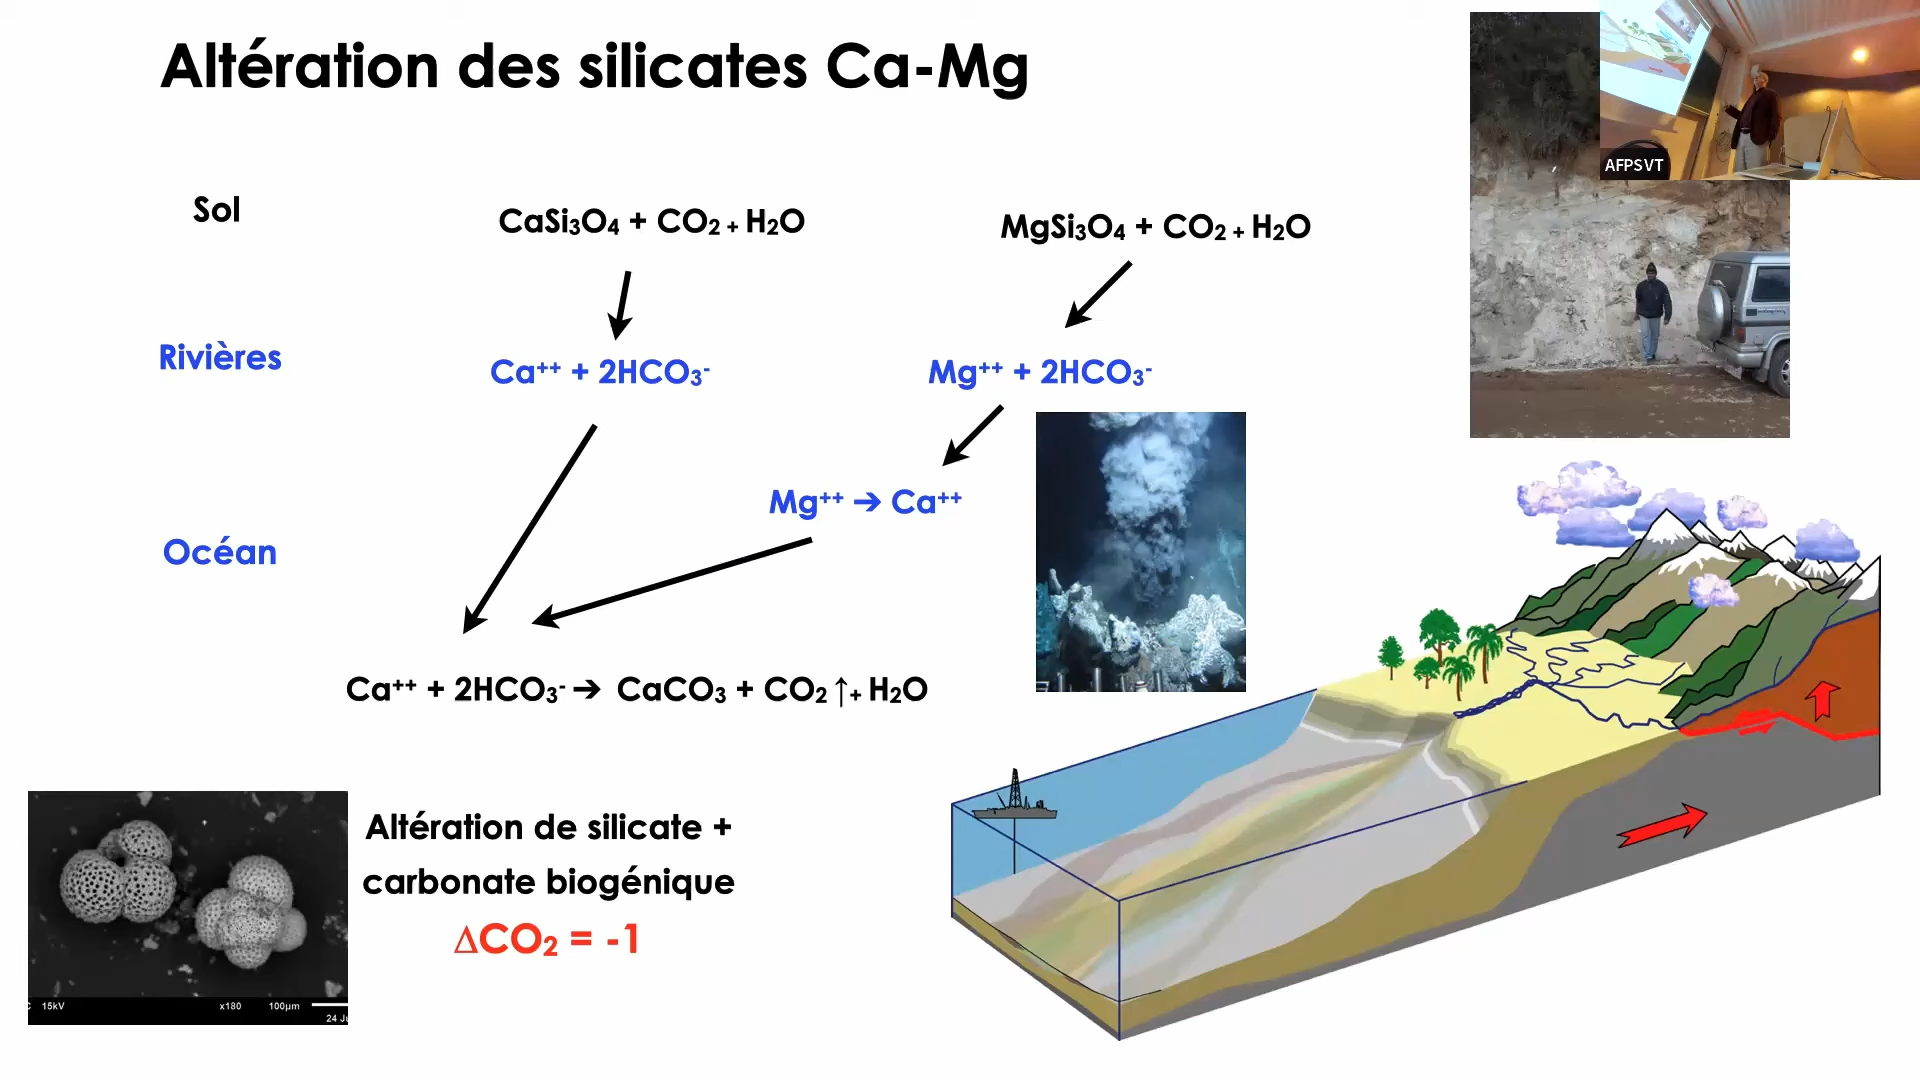 Altération des silicates Ca-Mg
AFPSVT
Sol
CaSi₃O₄ + CO₂ + H₂O
MgSi₃O₄ + CO₂ + H₂O
Rivières
Ca⁺⁺ + 2HCO₃⁻
Mg⁺⁺ + 2HCO₃⁻
Mg⁺⁺ → Ca⁺⁺
Océan
Ca⁺⁺ + 2HCO₃⁻ → CaCO₃ + CO₂ ↑ + H₂O
Altération de silicate +
carbonate biogénique
ΔCO₂ = -1
15kV x180 100µm